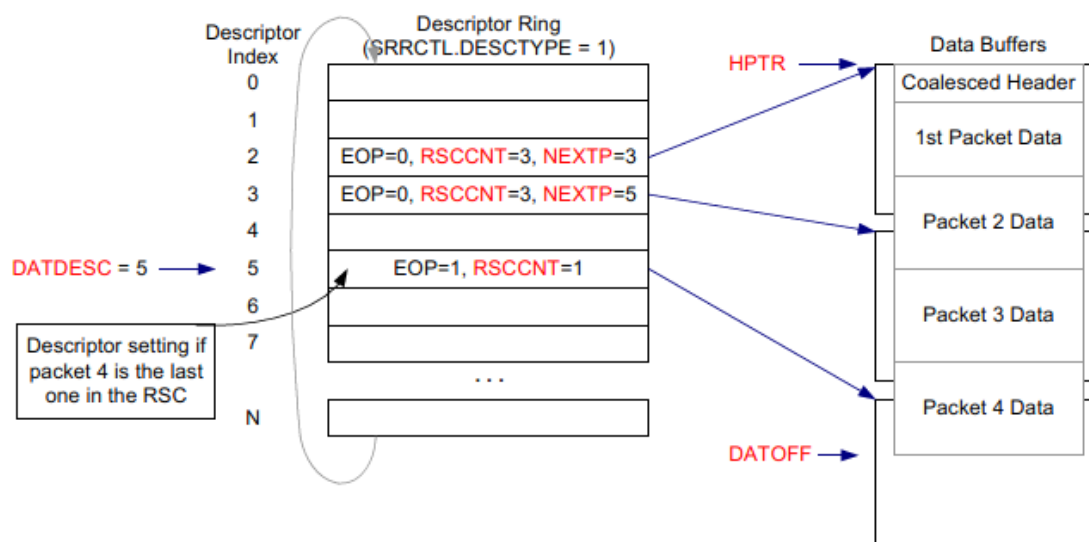 Descriptor
Index
Descriptor Ring
(SRRCTL.DESCTYPE = 1)
Data Buffers
HPTR
0
Coalesced Header
1
1st Packet Data
2
EOP=0, RSCCNT=3, NEXTP=3
3
EOP=0, RSCCNT=3, NEXTP=5
4
Packet 2 Data
DATDESC = 5
5
EOP=1, RSCCNT=1
6
Packet 3 Data
7
Descriptor setting if
packet 4 is the last
one in the RSC
...
N
Packet 4 Data
DATOFF